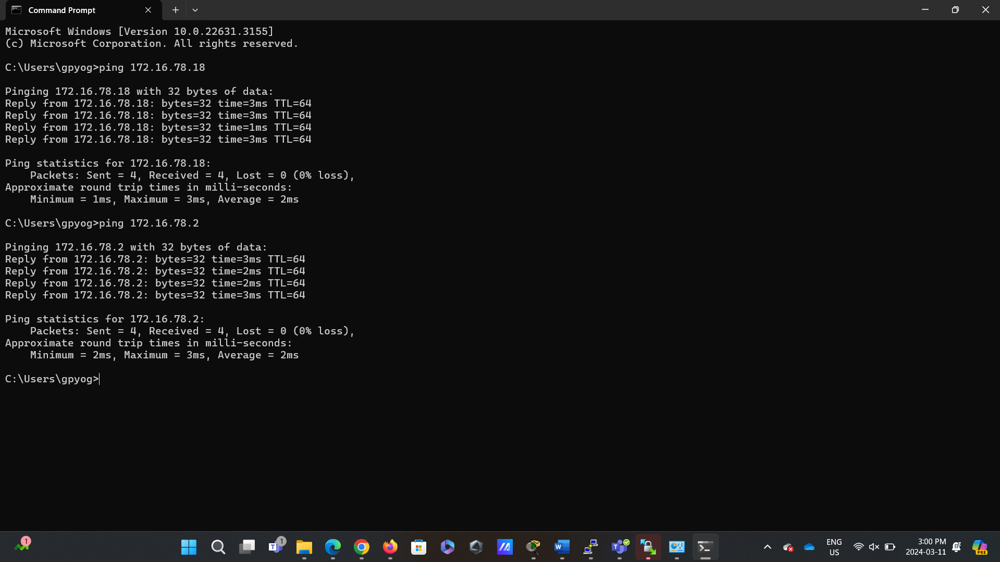 Command Prompt
Microsoft Windows [Version 10.0.22631.3155]
(c) Microsoft Corporation. All rights reserved.
C:\Users\gpyog>ping 172.16.78.18
Pinging 172.16.78.18 with 32 bytes of data:
Reply from 172.16.78.18: bytes=32 time=3ms TTL=64
Reply from 172.16.78.18: bytes=32 time=3ms TTL=64
Reply from 172.16.78.18: bytes=32 time=1ms TTL=64
Reply from 172.16.78.18: bytes=32 time=3ms TTL=64
Ping statistics for 172.16.78.18:
    Packets: Sent = 4, Received = 4, Lost = 0 (0% loss),
Approximate round trip times in milli-seconds:
    Minimum = 1ms, Maximum = 3ms, Average = 2ms
C:\Users\gpyog>ping 172.16.78.2
Pinging 172.16.78.2 with 32 bytes of data:
Reply from 172.16.78.2: bytes=32 time=3ms TTL=64
Reply from 172.16.78.2: bytes=32 time=2ms TTL=64
Reply from 172.16.78.2: bytes=32 time=2ms TTL=64
Reply from 172.16.78.2: bytes=32 time=3ms TTL=64
Ping statistics for 172.16.78.2:
    Packets: Sent = 4, Received = 4, Lost = 0 (0% loss),
Approximate round trip times in milli-seconds:
    Minimum = 2ms, Maximum = 3ms, Average = 2ms
C:\Users\gpyog>
1
1
T
W
T
ENG
US
3:00 PM
2024-03-11
PRE